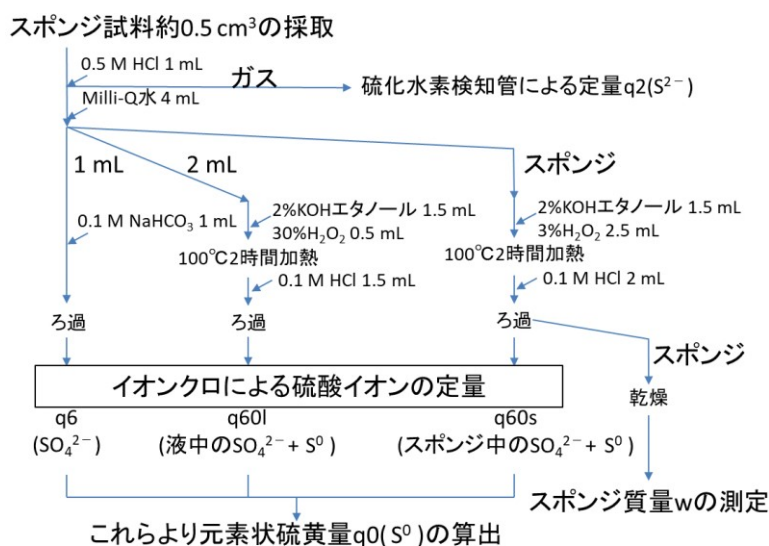 スポンジ試料約0.5 cm³の採取
0.5 M HCl 1 mL
ガス
硫化水素検知管による定量q2(S²⁻)
Milli-Q水 4 mL
1 mL
2 mL
スポンジ
0.1 M NaHCO₃ 1 mL
2%KOHエタノール 1.5 mL
30%H₂O₂ 0.5 mL
100℃2時間加熱
0.1 M HCl 1.5 mL
2%KOHエタノール 1.5 mL
3%H₂O₂ 2.5 mL
100℃2時間加熱
0.1 M HCl 2 mL
ろ過
ろ過
ろ過
スポンジ
イオンクロによる硫酸イオンの定量
乾燥
q6
(SO₄²⁻)
q60l
(液中のSO₄²⁻+ S⁰ )
q60s
(スポンジ中のSO₄²⁻+ S⁰ )
スポンジ質量wの測定
これらより元素状硫黄量q0( S⁰ )の算出